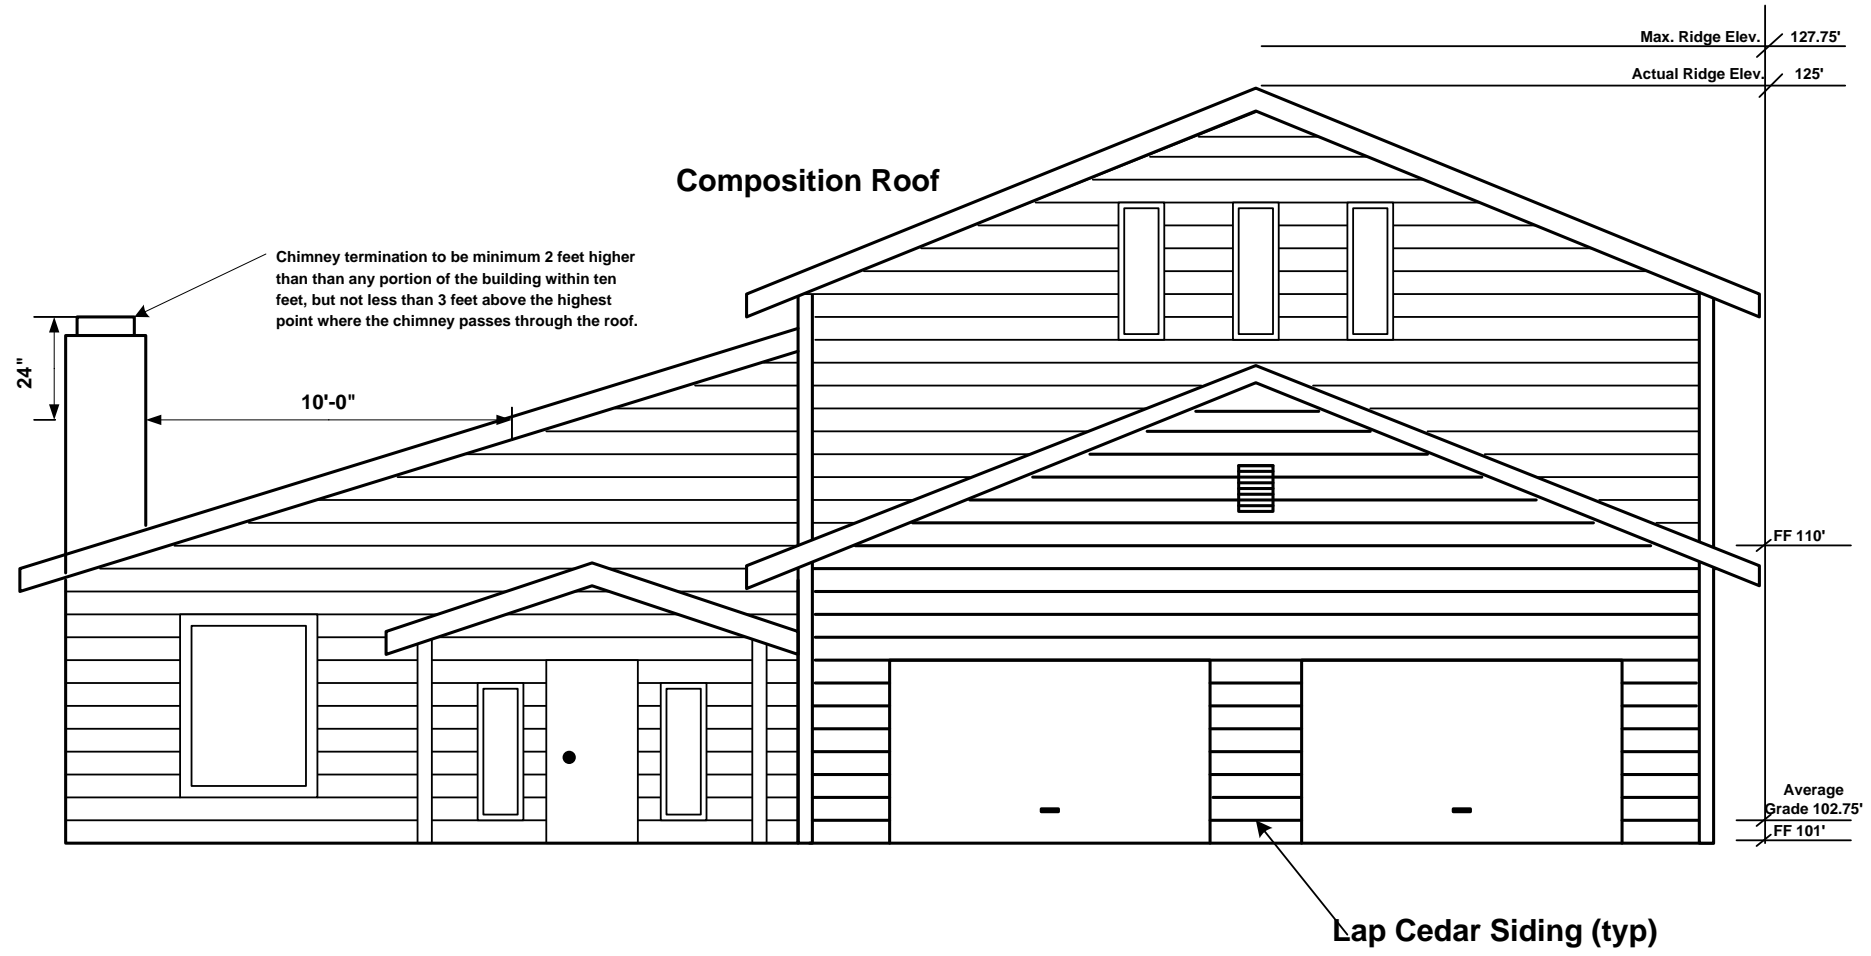 Max. Ridge Elev. 127.75'
Actual Ridge Elev. 125'
Composition Roof
Chimney termination to be minimum 2 feet higher
than than any portion of the building within ten
feet, but not less than 3 feet above the highest
point where the chimney passes through the roof.
24"
10'-0"
FF 110'
Average
Grade 102.75'
FF 101'
Lap Cedar Siding (typ)